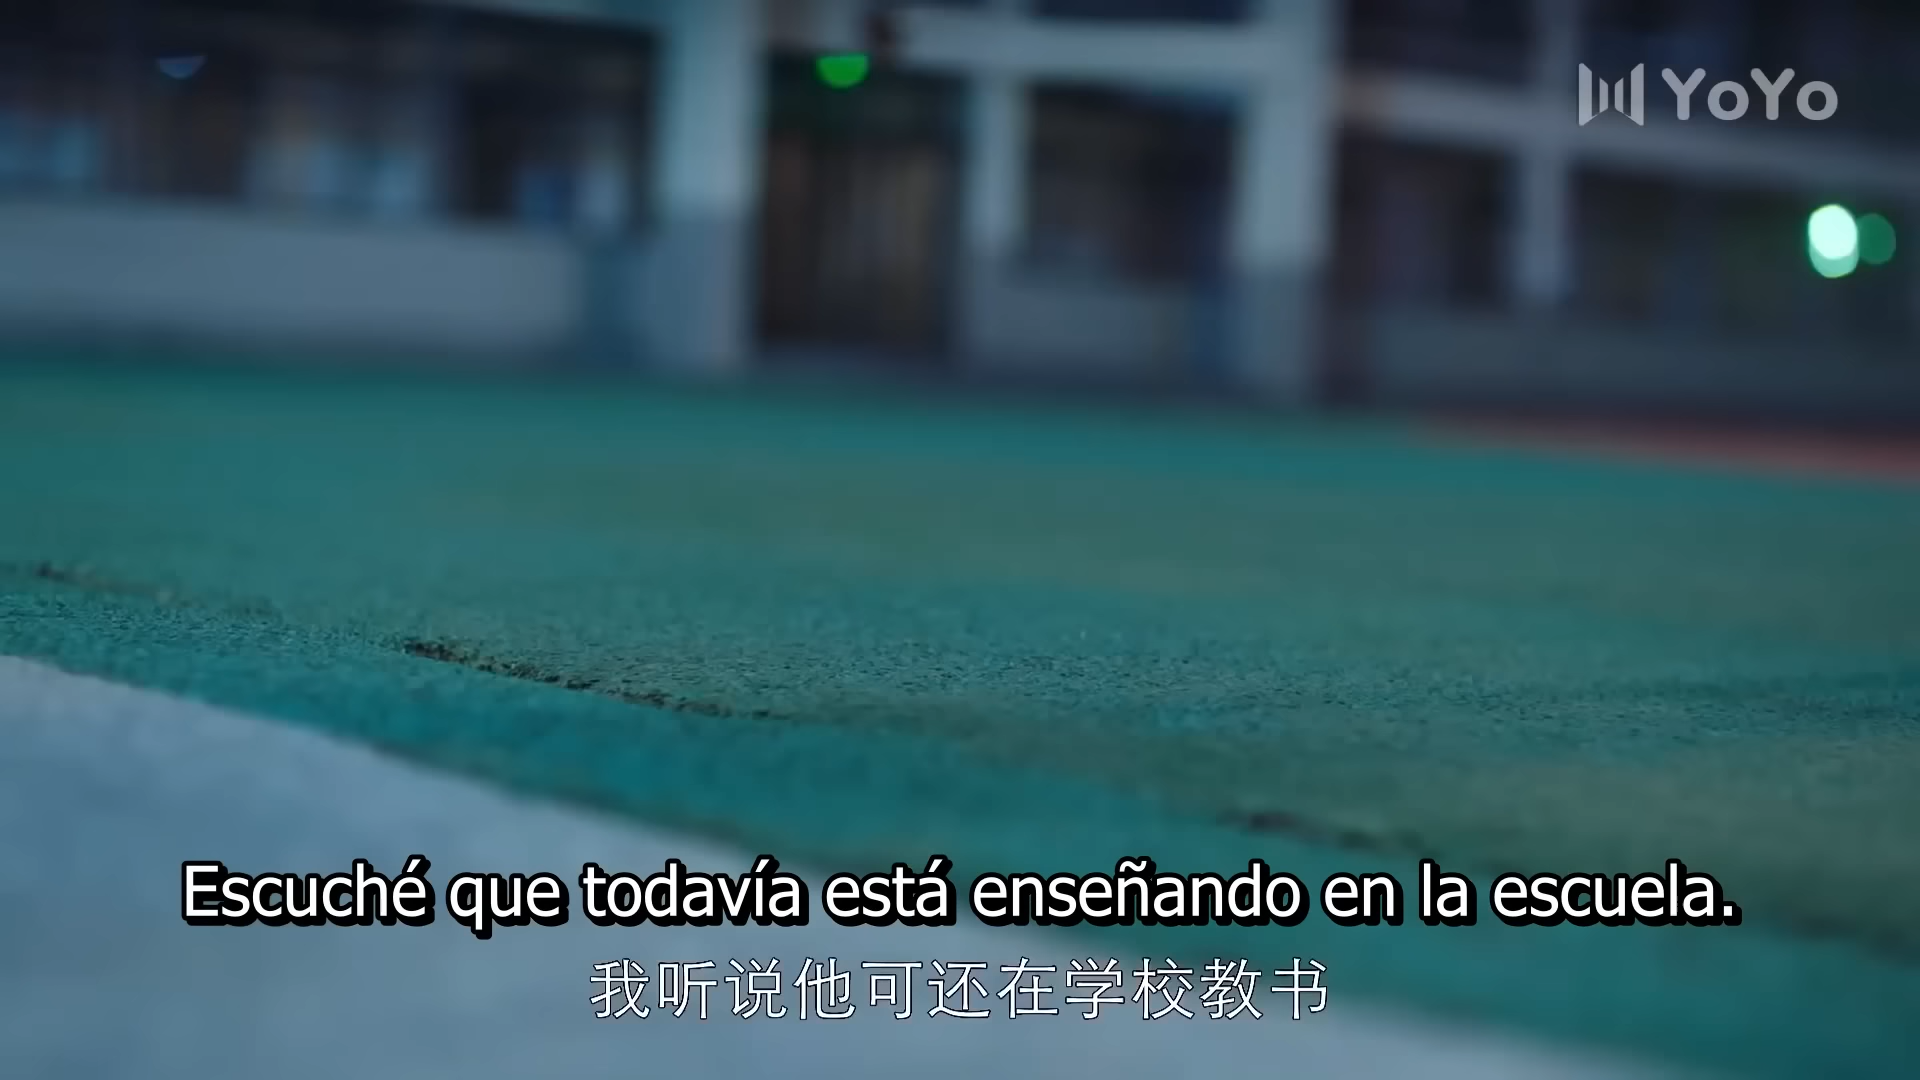 YoYo
Escuché que todavía está enseñando en la escuela.
我听说他可还在学校教书